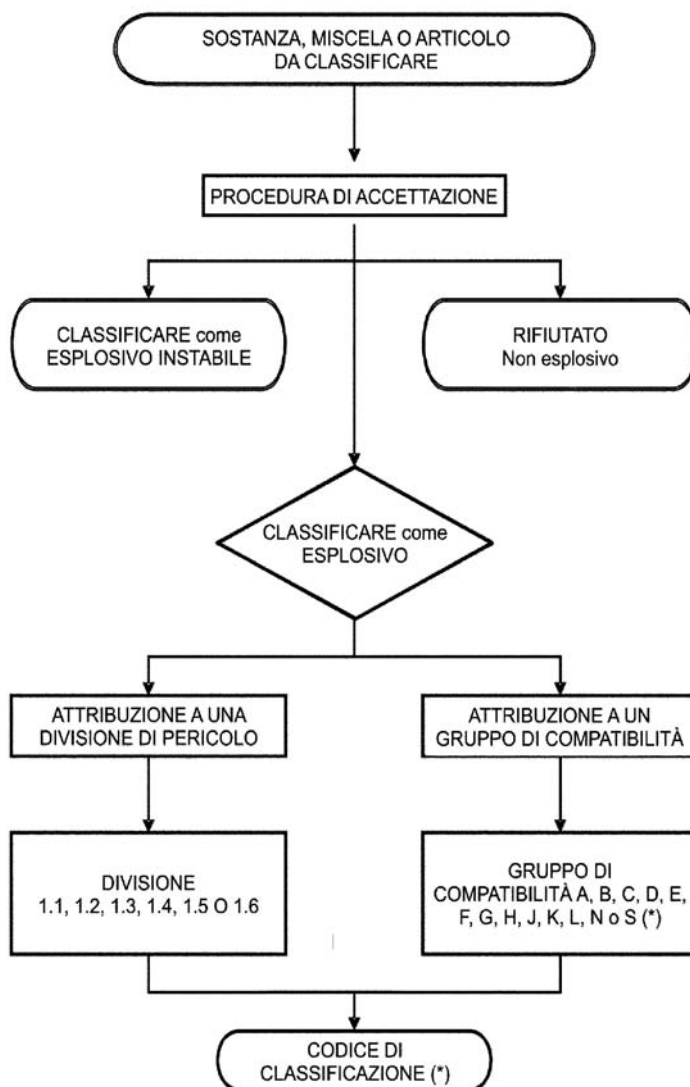 SOSTANZA, MISCELA O ARTICOLO
DA CLASSIFICARE
PROCEDURA DI ACCETTAZIONE
CLASSIFICARE come
ESPLOSIVO INSTABILE
RIFIUTATO
Non esplosivo
CLASSIFICARE come
ESPLOSIVO
ATTRIBUZIONE A UNA
DIVISIONE DI PERICOLO
ATTRIBUZIONE A UN
GRUPPO DI COMPATIBILITÀ
DIVISIONE
1.1, 1.2, 1.3, 1.4, 1.5 O 1.6
GRUPPO DI
COMPATIBILITÀ A, B, C, D, E,
F, G, H, J, K, L, N o S (*)
CODICE DI
CLASSIFICAZIONE (*)